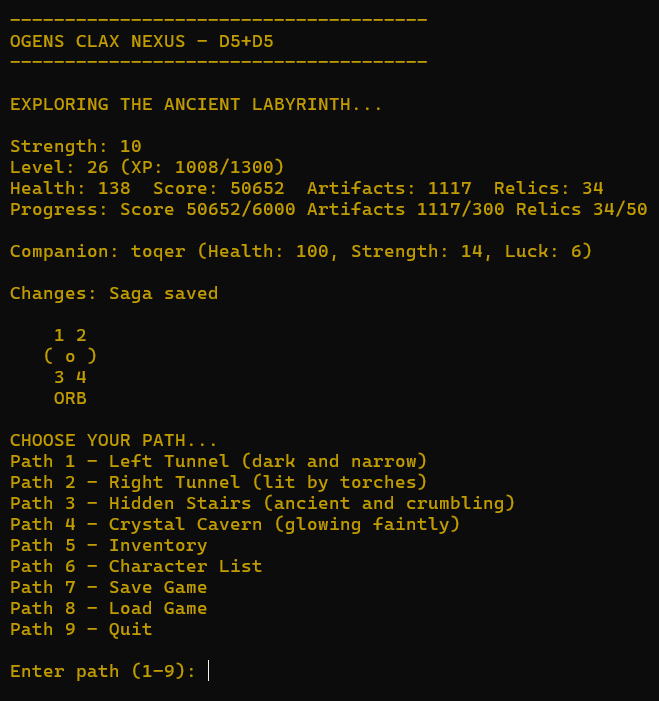 --------------------------------------
OGENS CLAX NEXUS - D5+D5
--------------------------------------
EXPLORING THE ANCIENT LABYRINTH...
Strength: 10
Level: 26 (XP: 1008/1300)
Health: 138  Score: 50652  Artifacts: 1117  Relics: 34
Progress: Score 50652/6000 Artifacts 1117/300 Relics 34/50
Companion: toqer (Health: 100, Strength: 14, Luck: 6)
Changes: Saga saved
    1 2
   ( o )
    3 4
    ORB
CHOOSE YOUR PATH...
Path 1 - Left Tunnel (dark and narrow)
Path 2 - Right Tunnel (lit by torches)
Path 3 - Hidden Stairs (ancient and crumbling)
Path 4 - Crystal Cavern (glowing faintly)
Path 5 - Inventory
Path 6 - Character List
Path 7 - Save Game
Path 8 - Load Game
Path 9 - Quit
Enter path (1-9):